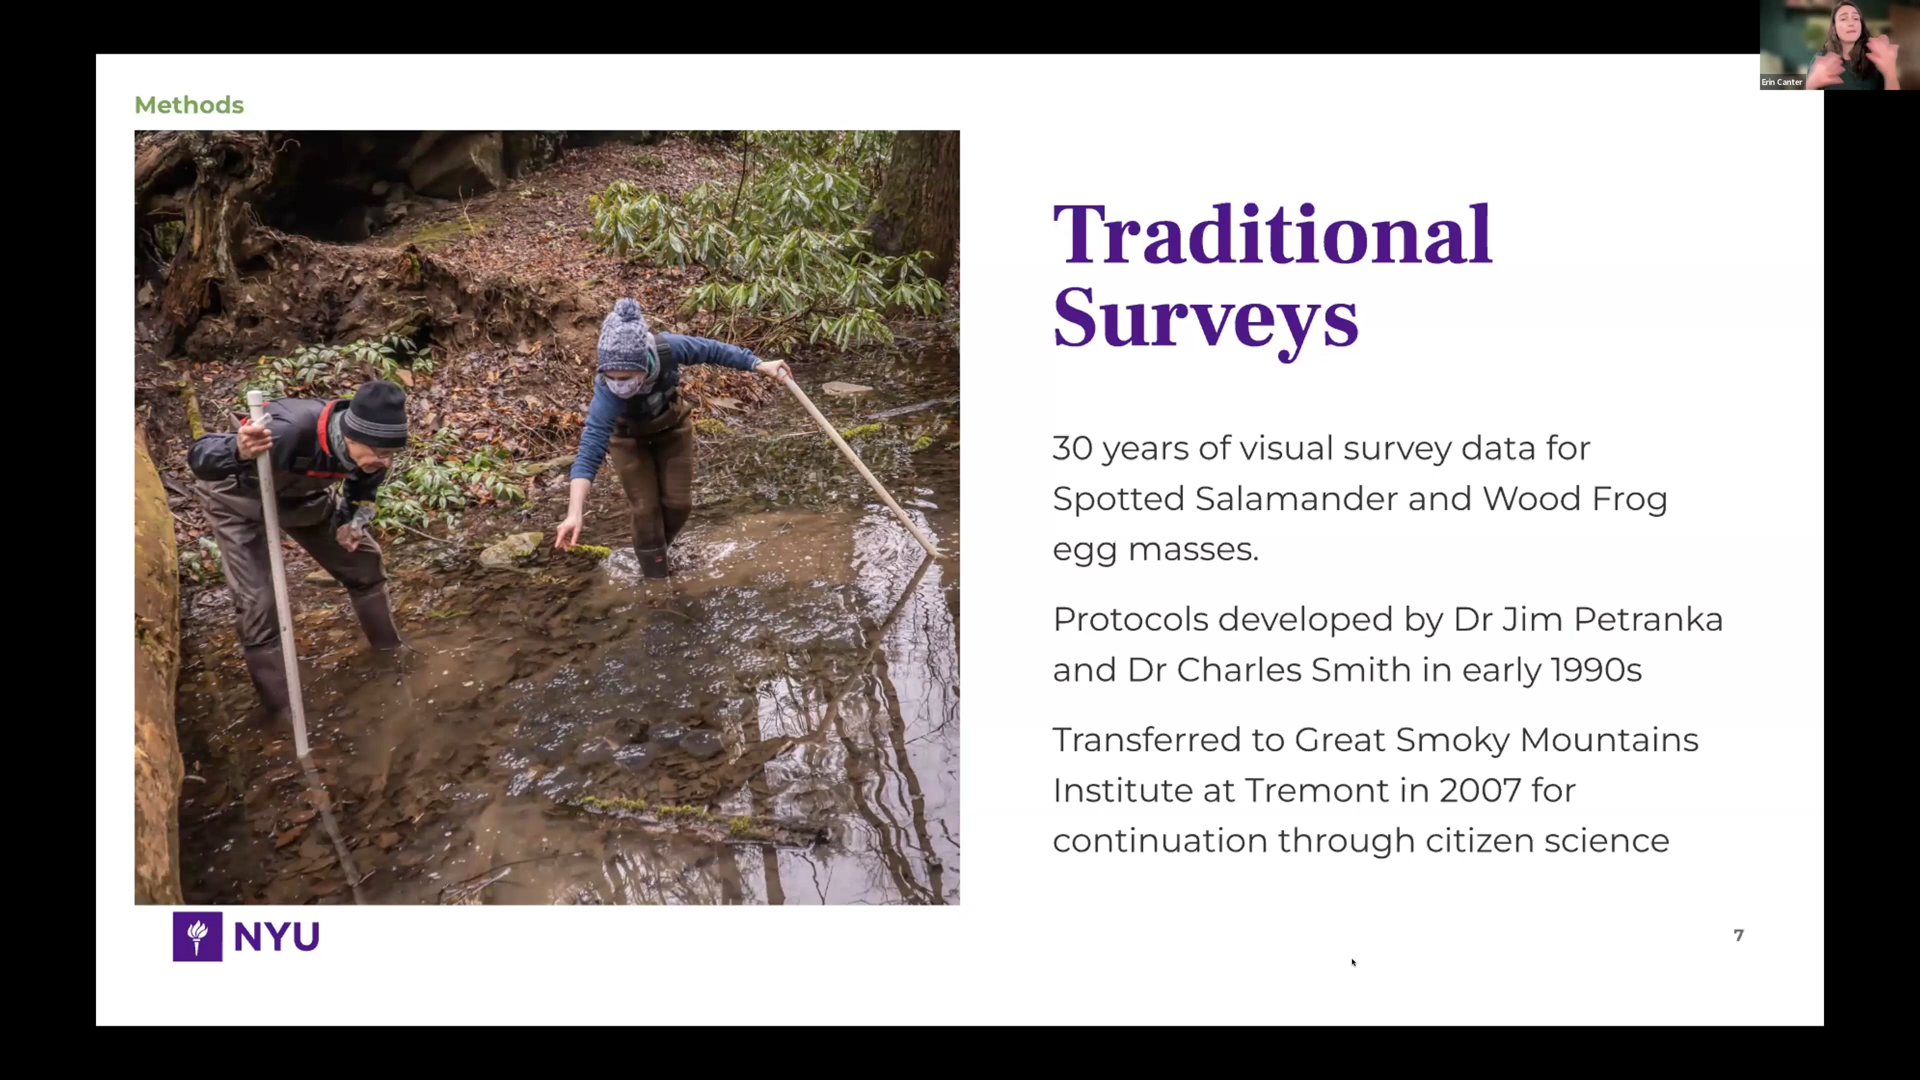 Erin Canter
Methods
Traditional
Surveys
30 years of visual survey data for
Spotted Salamander and Wood Frog
egg masses.
Protocols developed by Dr Jim Petranka
and Dr Charles Smith in early 1990s
Transferred to Great Smoky Mountains
Institute at Tremont in 2007 for
continuation through citizen science
NYU
7